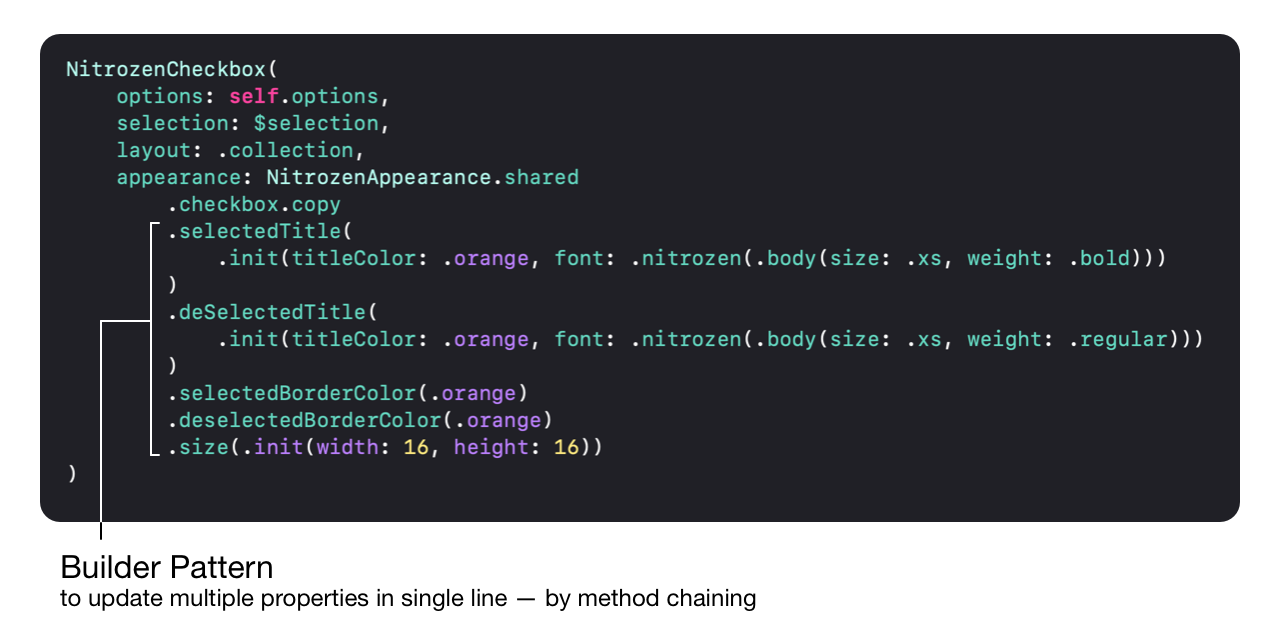 NitrozenCheckbox(
    options: self.options,
    selection: $selection,
    layout: .collection,
    appearance: NitrozenAppearance.shared
        .checkbox.copy
        .selectedTitle(
            .init(titleColor: .orange, font: .nitrozen(.body(size: .xs, weight: .bold)))
        )
        .deSelectedTitle(
            .init(titleColor: .orange, font: .nitrozen(.body(size: .xs, weight: .regular)))
        )
        .selectedBorderColor(.orange)
        .deselectedBorderColor(.orange)
        .size(.init(width: 16, height: 16))
)
Builder Pattern
to update multiple properties in single line — by method chaining